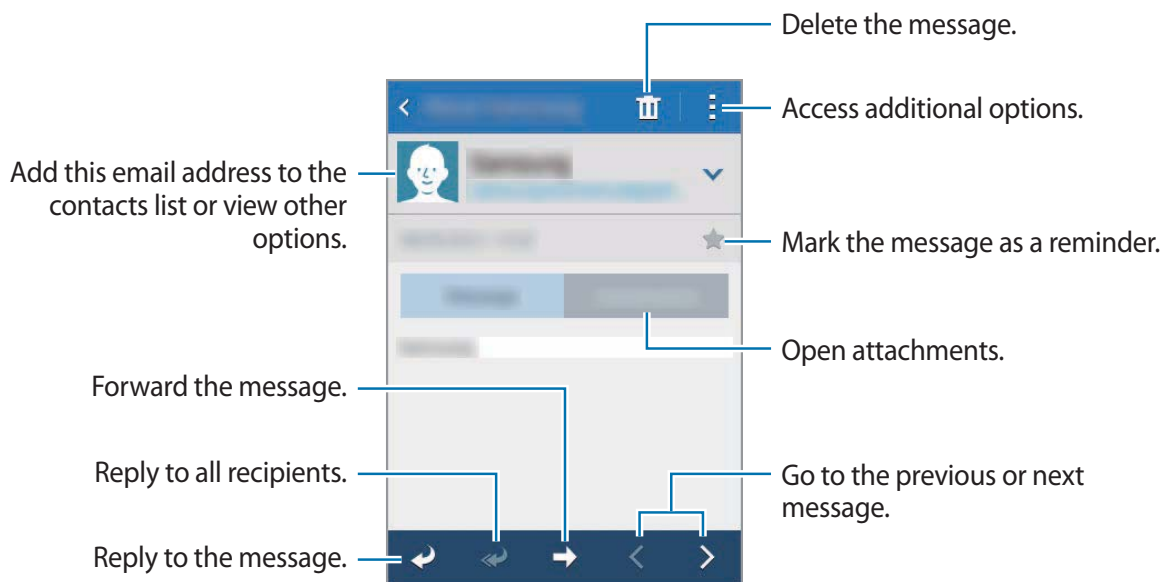 Delete the message.
Access additional options.
Add this email address to the
contacts list or view other
options.
Mark the message as a reminder.
Open attachments.
Forward the message.
Reply to all recipients.
Go to the previous or next
message.
Reply to the message.